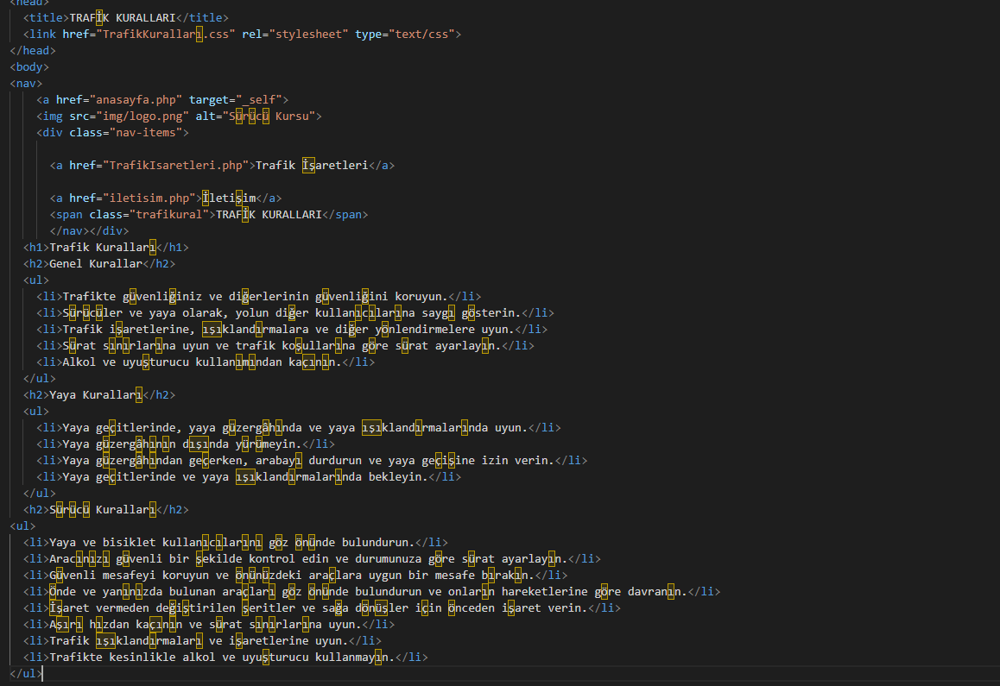 <head>
<title>TRAFİK KURALLARI</title>
<link href="TrafikKuralları.css" rel="stylesheet" type="text/css">
</head>
<body>
<nav>
<a href="anasayfa.php" target="_self">
<img src="img/logo.png" alt="Sürücü Kursu">
<div class="nav-items">
<a href="TrafikIsaretleri.php">Trafik İşaretleri</a>
<a href="iletisim.php">İletişim</a>
<span class="trafikural">TRAFİK KURALLARI</span>
</nav></div>
<h1>Trafik Kuralları</h1>
<h2>Genel Kurallar</h2>
<ul>
<li>Trafikte güvenliğiniz ve diğerlerinin güvenliğini koruyun.</li>
<li>Sürücüler ve yaya olarak, yolun diğer kullanıcılarına saygı gösterin.</li>
<li>Trafik işaretlerine, ışıklandırmalara ve diğer yönlendirmelere uyun.</li>
<li>Sürat sınırlarına uyun ve trafik koşullarına göre sürat ayarlayın.</li>
<li>Alkol ve uyuşturucu kullanımından kaçının.</li>
</ul>
<h2>Yaya Kuralları</h2>
<ul>
<li>Yaya geçitlerinde, yaya güzergâhında ve yaya ışıklandırmalarında uyun.</li>
<li>Yaya güzergâhının dışında yürümeyin.</li>
<li>Yaya güzergâhından geçerken, arabayı durdurun ve yaya geçişine izin verin.</li>
<li>Yaya geçitlerinde ve yaya ışıklandırmalarında bekleyin.</li>
</ul>
<h2>Sürücü Kuralları</h2>
<ul>
<li>Yaya ve bisiklet kullanıcılarını göz önünde bulundurun.</li>
<li>Aracınızı güvenli bir şekilde kontrol edin ve durumunuza göre sürat ayarlayın.</li>
<li>Güvenli mesafeyi koruyun ve önünüzdeki araçlara uygun bir mesafe bırakın.</li>
<li>Önde ve yanınızda bulunan araçları göz önünde bulundurun ve onların hareketlerine göre davranın.</li>
<li>İşaret vermeden değiştirilen şeritler ve sağa dönüşler için önceden işaret verin.</li>
<li>Aşırı hızdan kaçının ve sürat sınırlarına uyun.</li>
<li>Trafik ışıklandırmaları ve işaretlerine uyun.</li>
<li>Trafikte kesinlikle alkol ve uyuşturucu kullanmayın.</li>
</ul>